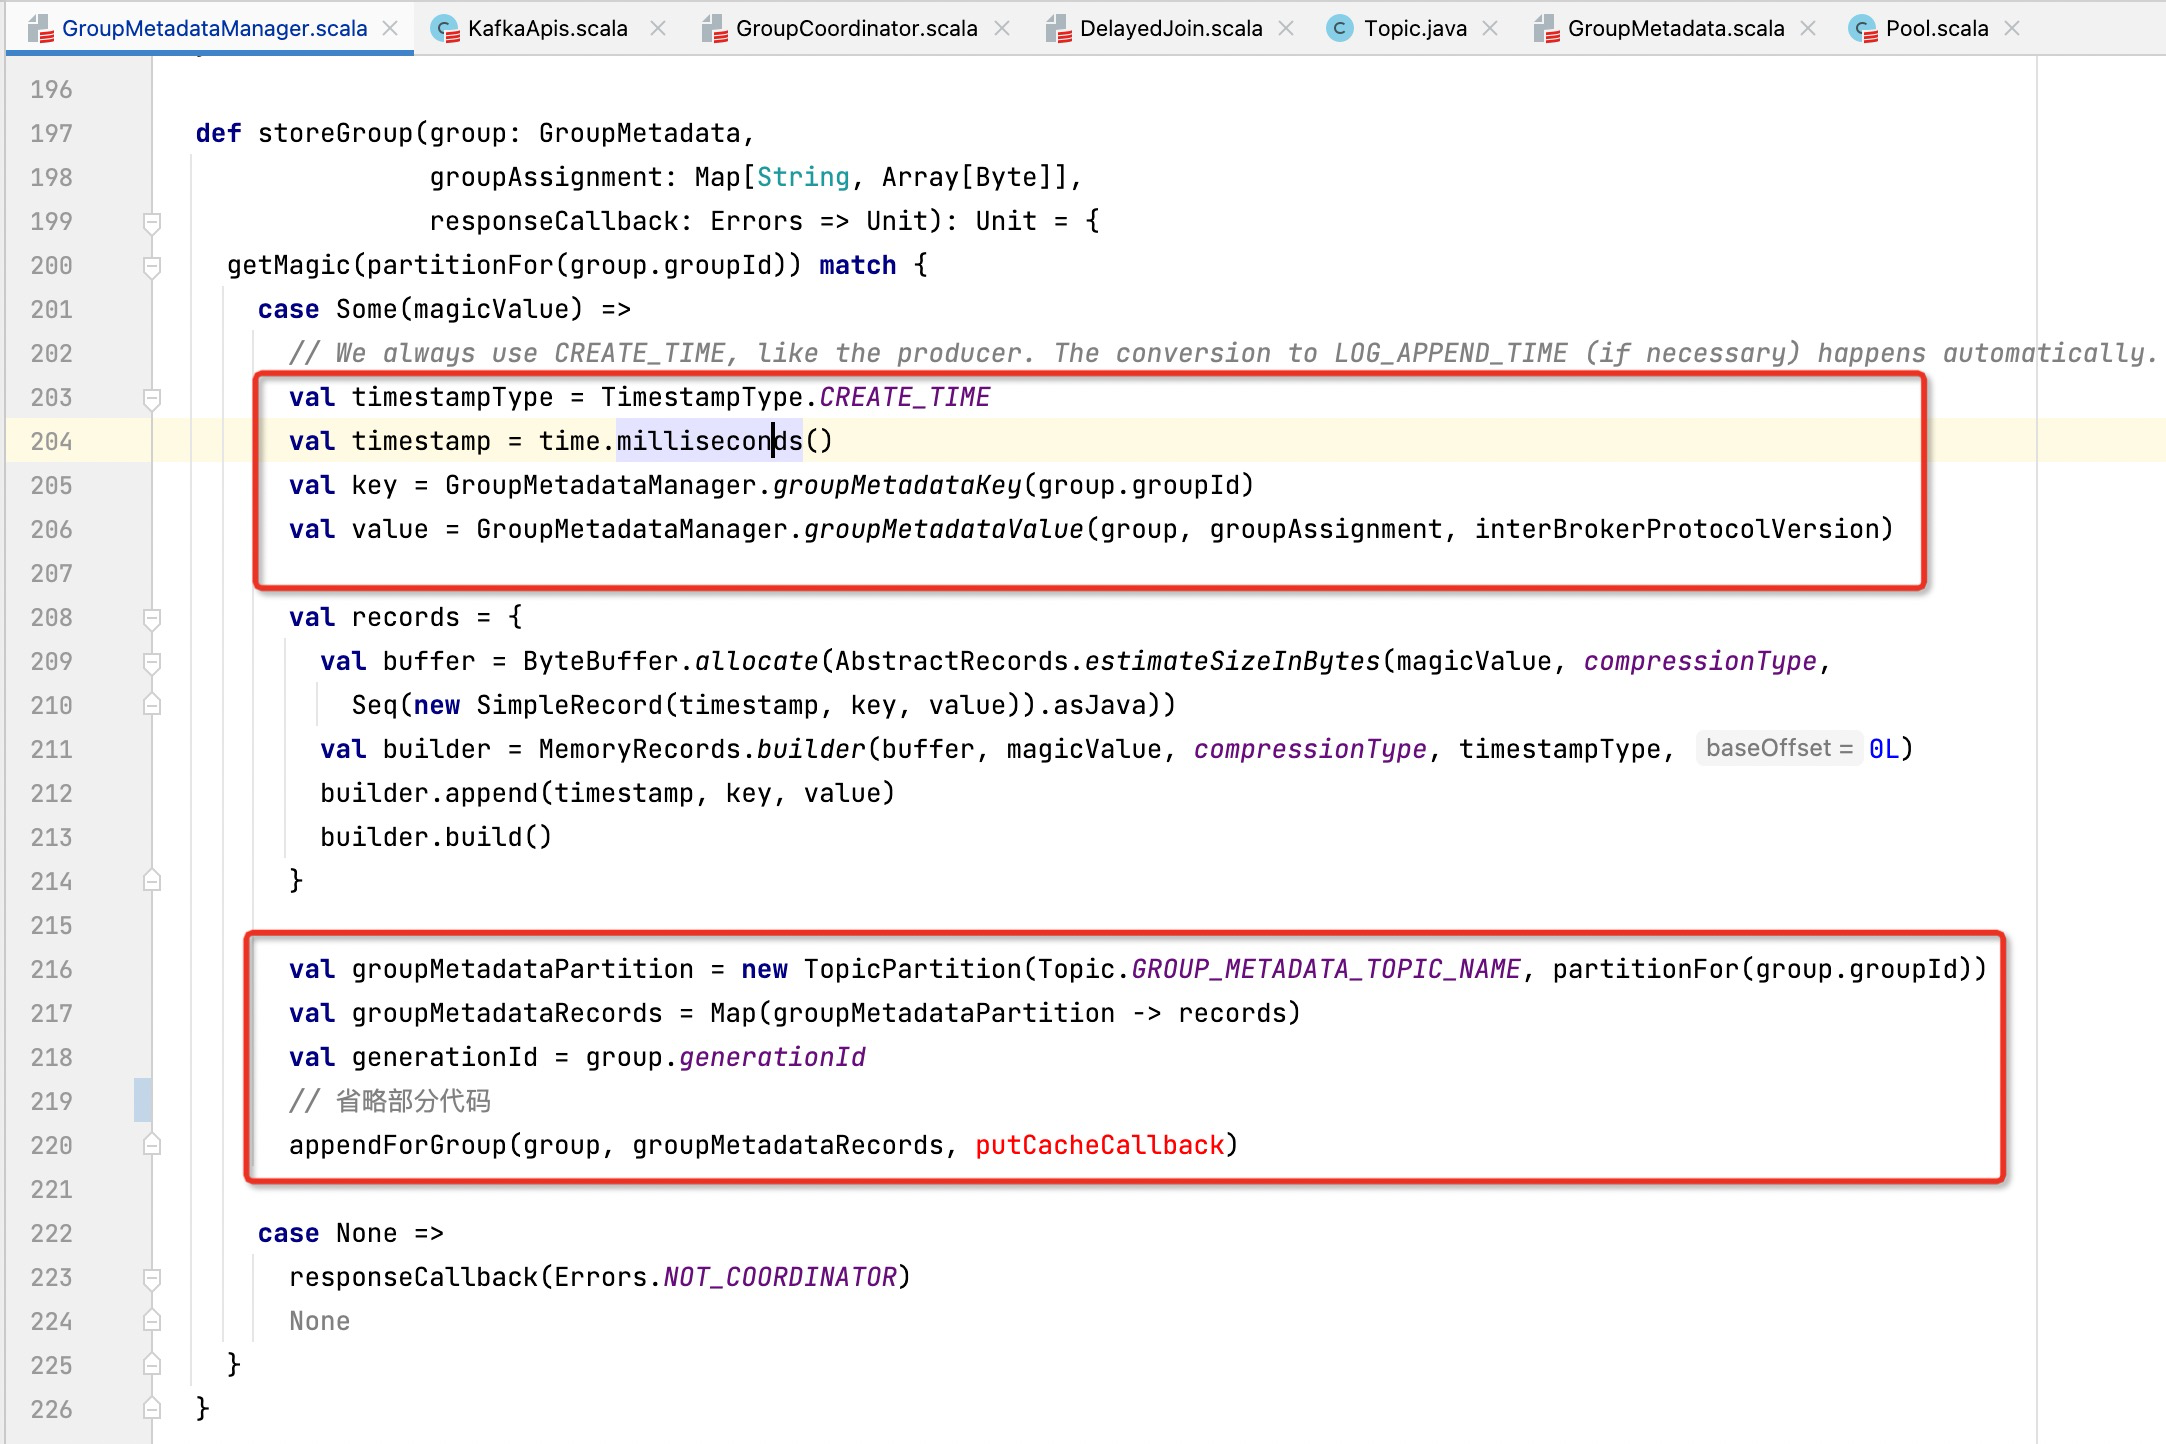 GroupMetadataManager.scala KafkaApis.scala GroupCoordinator.scala DelayedJoin.scala Topic.java GroupMetadata.scala Pool.scala
196
197 def storeGroup(group: GroupMetadata,
198 groupAssignment: Map[String, Array[Byte]],
199 responseCallback: Errors => Unit): Unit = {
200 getMagic(partitionFor(group.groupId)) match {
201 case Some(magicValue) =>
202 // We always use CREATE_TIME, like the producer. The conversion to LOG_APPEND_TIME (if necessary) happens automatically.
203 val timestampType = TimestampType.CREATE_TIME
204 val timestamp = time.milliseconds()
205 val key = GroupMetadataManager.groupMetadataKey(group.groupId)
206 val value = GroupMetadataManager.groupMetadataValue(group, groupAssignment, interBrokerProtocolVersion)
207
208 val records = {
209 val buffer = ByteBuffer.allocate(AbstractRecords.estimateSizeInBytes(magicValue, compressionType,
210 Seq(new SimpleRecord(timestamp, key, value)).asJava))
211 val builder = MemoryRecords.builder(buffer, magicValue, compressionType, timestampType, baseOffset = 0L)
212 builder.append(timestamp, key, value)
213 builder.build()
214 }
215
216 val groupMetadataPartition = new TopicPartition(Topic.GROUP_METADATA_TOPIC_NAME, partitionFor(group.groupId))
217 val groupMetadataRecords = Map(groupMetadataPartition -> records)
218 val generationId = group.generationId
219 // 省略部分代码
220 appendForGroup(group, groupMetadataRecords, putCacheCallback)
221
222 case None =>
223 responseCallback(Errors.NOT_COORDINATOR)
224 None
225 }
226 }